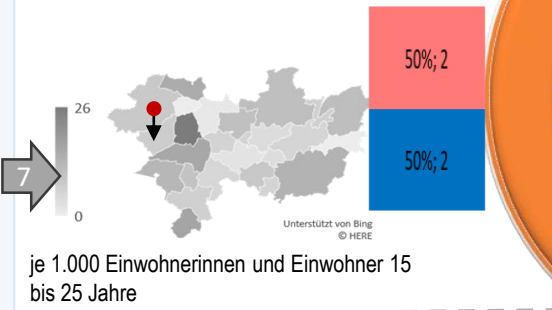 50%; 2
26
7
50%; 2
0
Unterstützt von Bing
© HERE
je 1.000 Einwohnerinnen und Einwohner 15
bis 25 Jahre